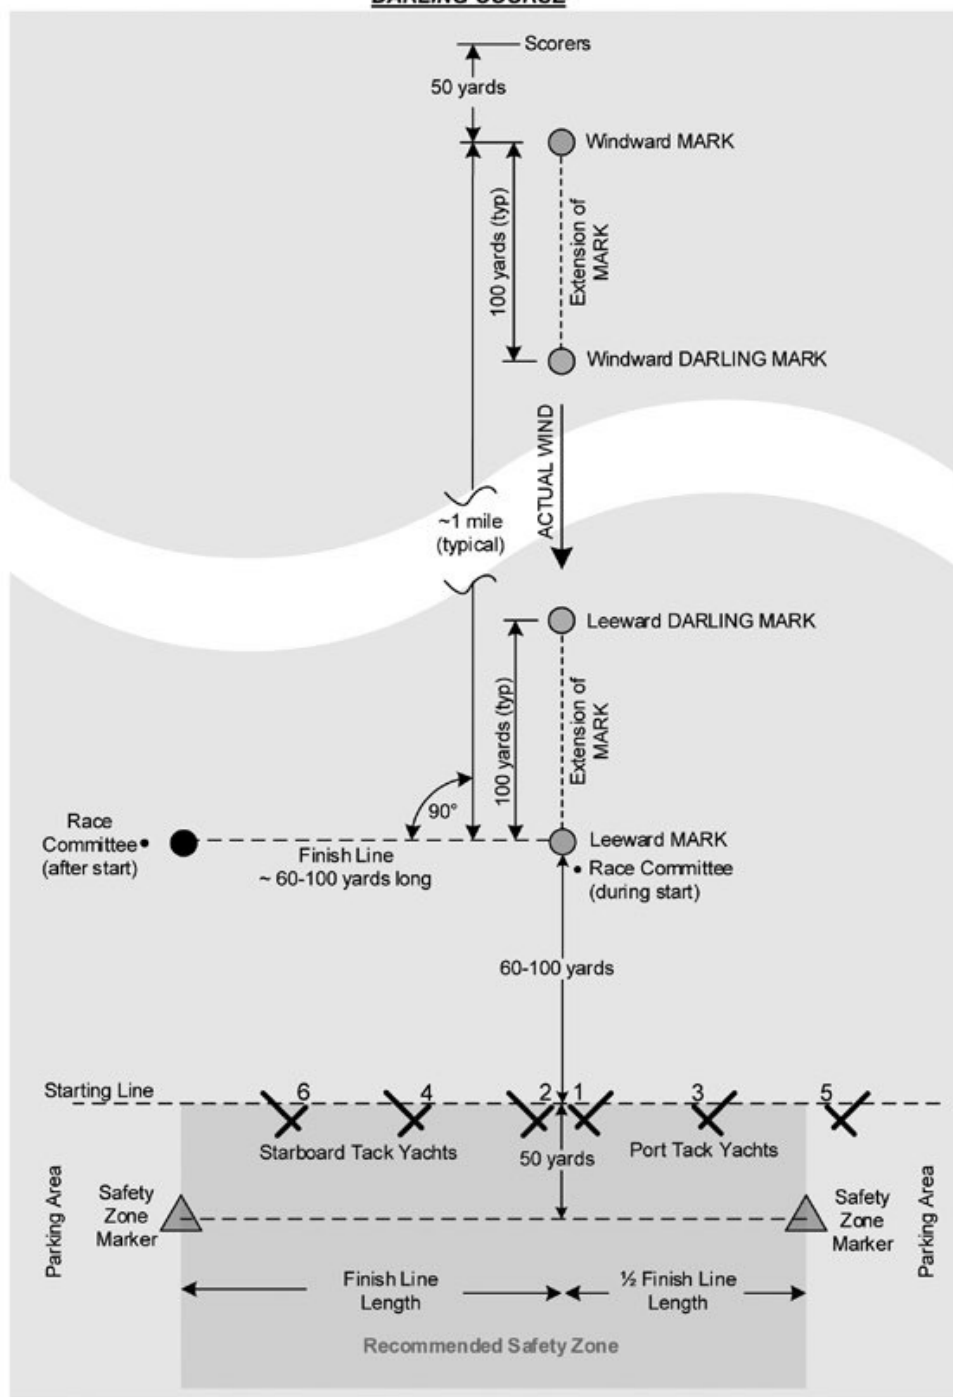 DARLING COURSE
Scorers
50 yards
Windward MARK
100 yards (typ)
Extension of
MARK
Windward DARLING MARK
ACTUAL WIND
~1 mile
(typical)
Leeward DARLING MARK
100 yards (typ)
Extension of
MARK
90°
Race
Committee
(after start)
Finish Line
~ 60-100 yards long
Leeward MARK
Race Committee
(during start)
60-100 yards
Starting Line
6
4
2
1
3
5
Starboard Tack Yachts
50 yards
Port Tack Yachts
Parking Area
Safety
Zone
Marker
Safety
Zone
Marker
Parking Area
Finish Line
Length
½ Finish Line
Length
Recommended Safety Zone